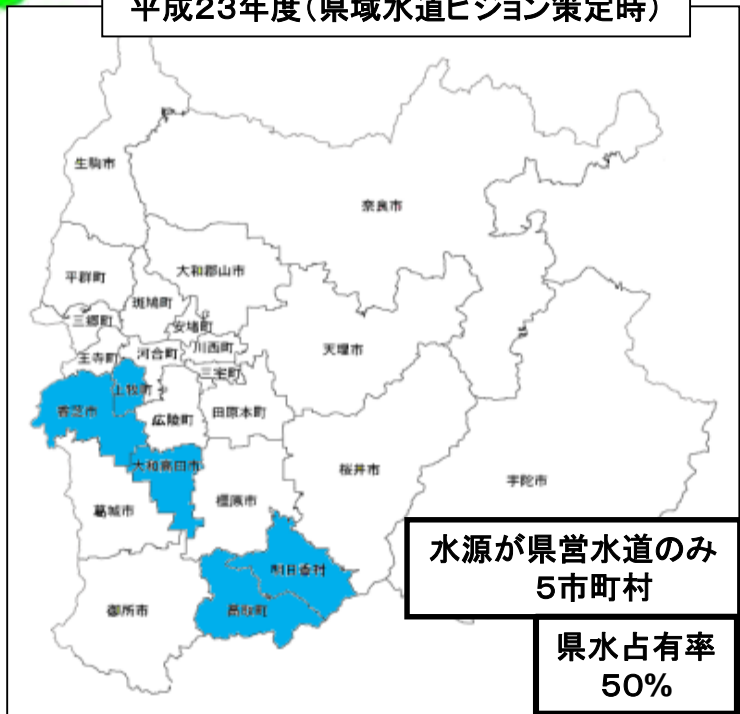 平成23年度(県域水道ビジョン策定時)
生駒市
奈良市
平群町
大和郡山市
斑鳩町
三郷町
安堵町
王寺町
河合町
川西町
天理市
三宅町
上牧町
香芝市
広陵町
田原本町
大和高田市
桜井市
宇陀市
葛城市
橿原市
明日香村
御所市
高取町
水源が県営水道のみ
5市町村
県水占有率
50%